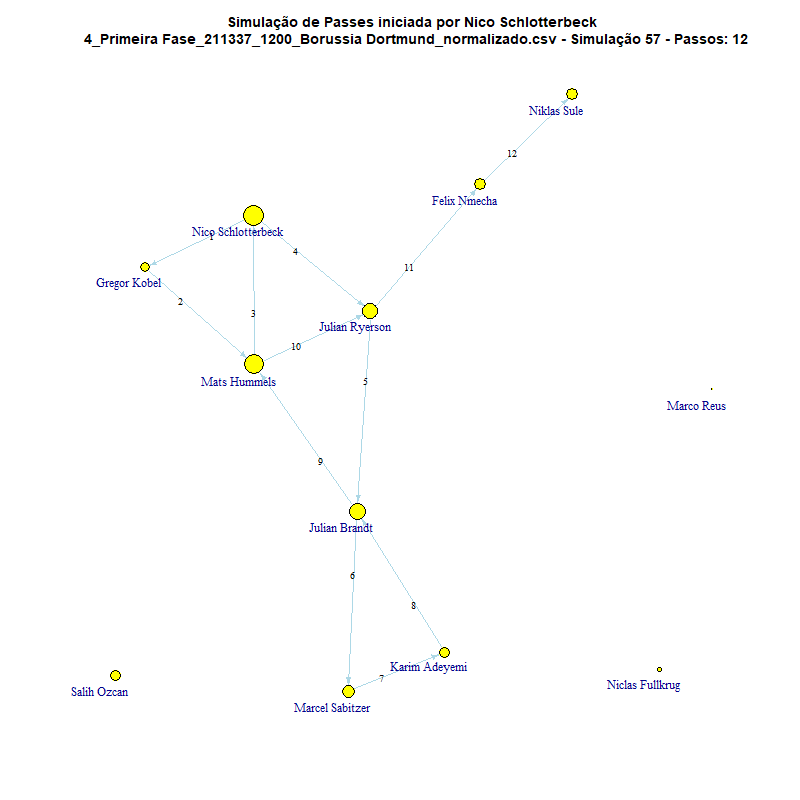 Simulação de Passes iniciada por Nico Schlotterbeck
4_Primeira Fase_211337_1200_Borussia Dortmund_normalizado.csv - Simulação 57 - Passos: 12
Niklas Sule
12
Felix Nmecha
Nico Schlotterbeck
1
4
11
Gregor Kobel
2
3
Julian Ryerson
10
Mats Hummels
5
Marco Reus
9
Julian Brandt
6
8
Karim Adeyemi
7
Niclas Fullkrug
Salih Ozcan
Marcel Sabitzer